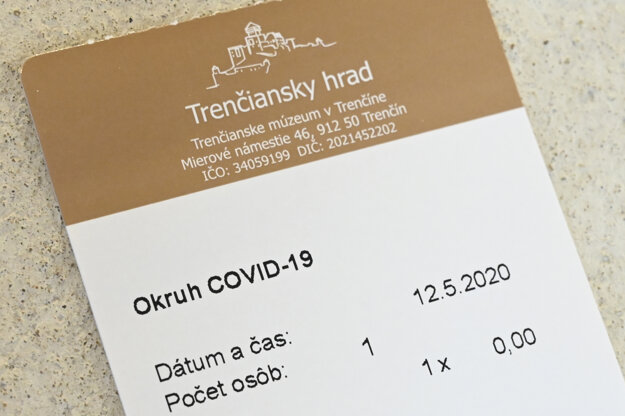 Trenčiansky hrad
Trenčianske múzeum v Trenčíne
Mierové námestie 46, 912 50 Trenčín
IČO: 34059199 DIČ: 2021452202
Okruh COVID-19
Dátum a čas: 12.5.2020
Počet osôb: 1 1 x 0,00